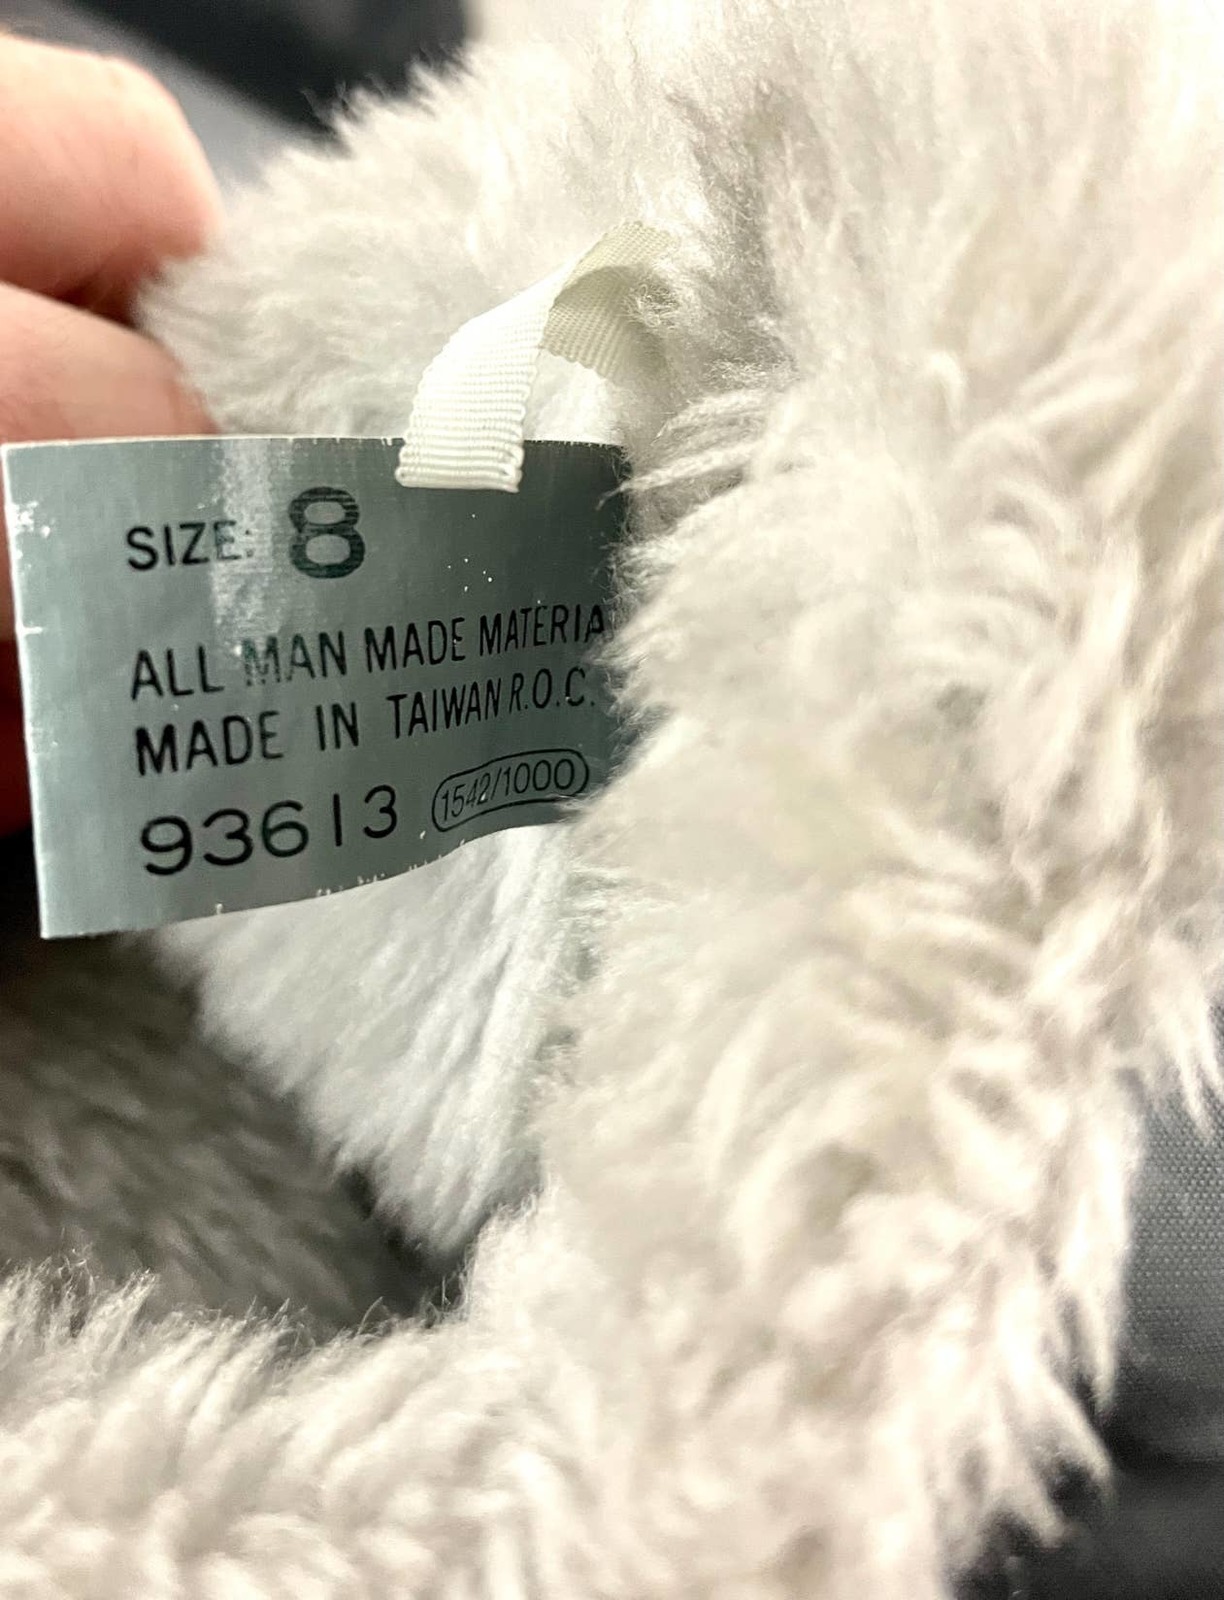 SIZE: 8
ALL MAN MADE MATERIA
MADE IN TAIWAN R.O.C.
93613 1542/1000